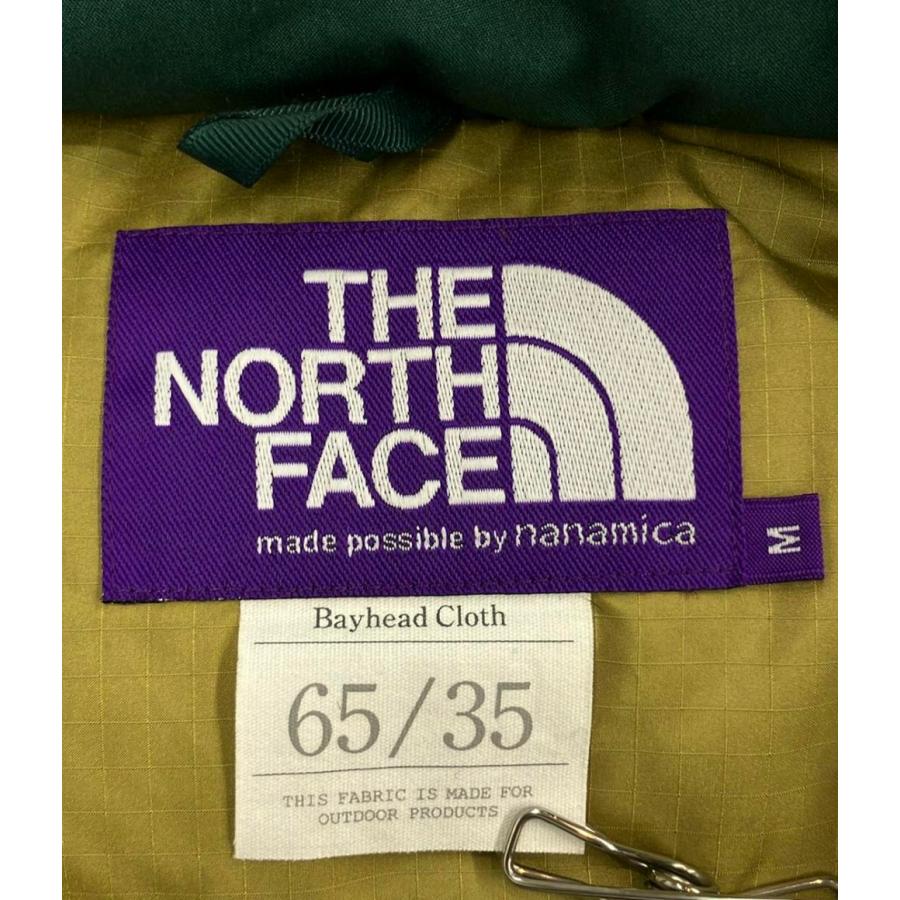 THE
NORTH
FACE
made possible by nanamica
M
Bayhead Cloth
65/35
THIS FABRIC IS MADE FOR
OUTDOOR PRODUCTS